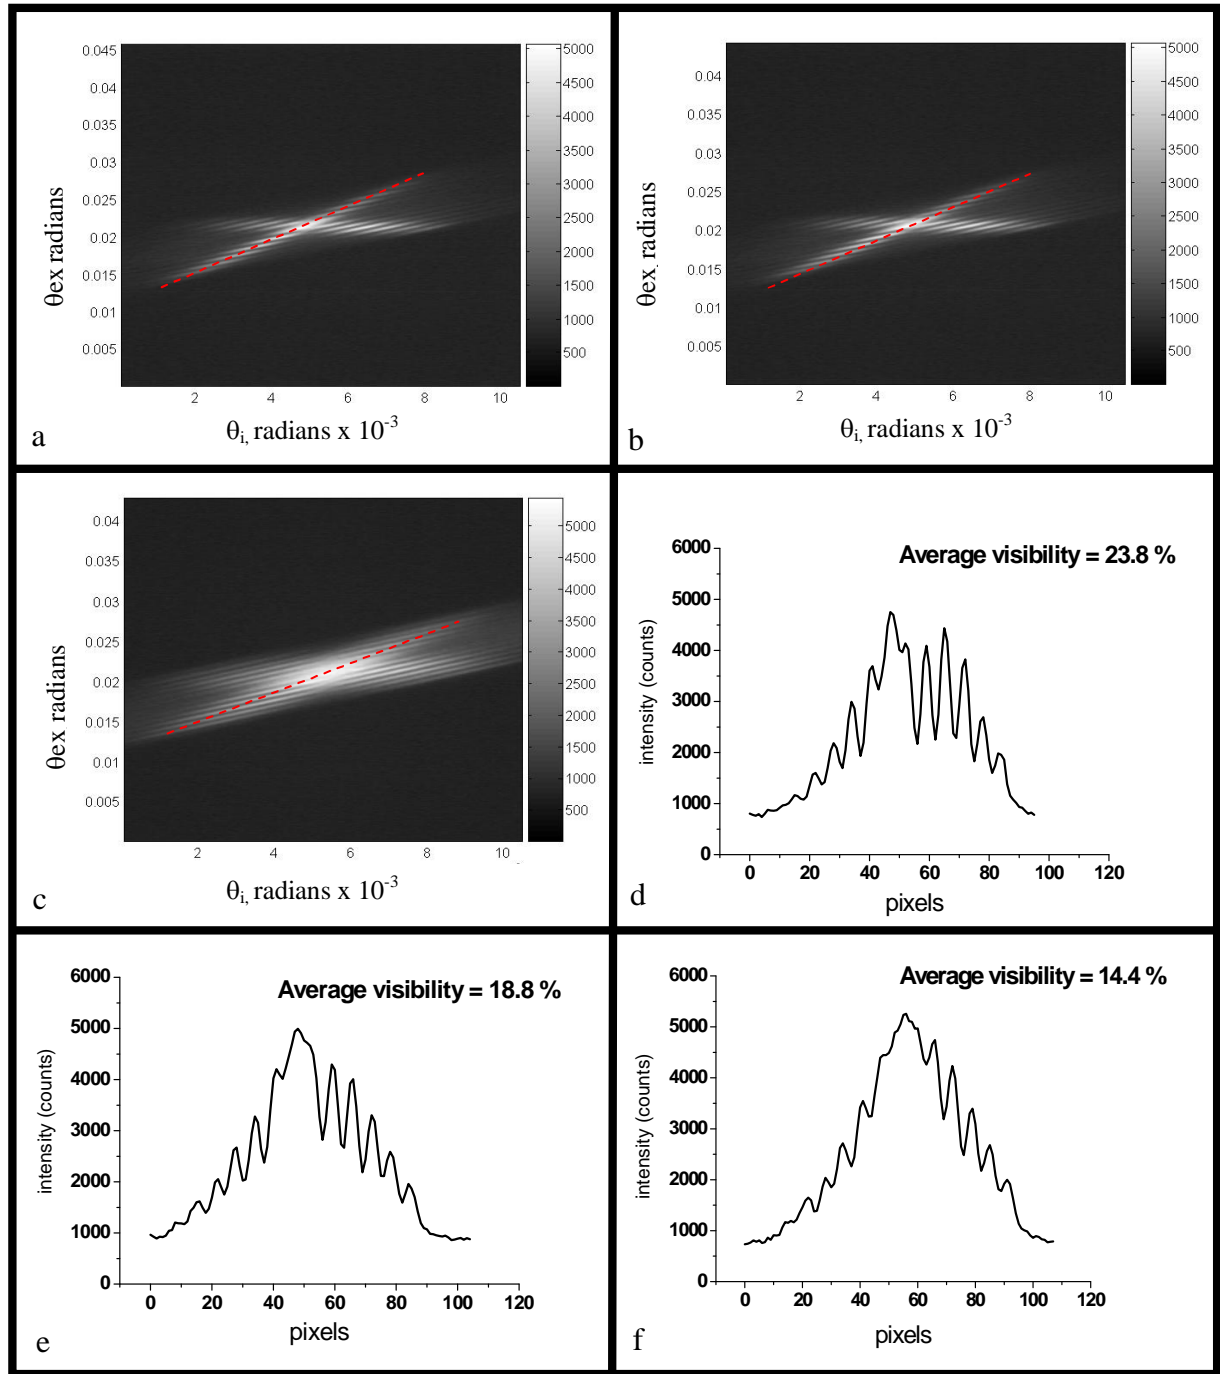 0.045
0.04
0.035
0.03
0.025
0.02
0.015
0.01
0.005
θex radians
2 4 6 8 10
θi, radians x 10-3
5000
4500
4000
3500
3000
2500
2000
1500
1000
500
a
0.04
0.035
0.03
0.025
0.02
0.015
0.01
0.005
θex radians
2 4 6 8 10
θi, radians x 10-3
5000
4500
4000
3500
3000
2500
2000
1500
1000
500
b
0.04
0.035
0.03
0.025
0.02
0.015
0.01
0.005
θex radians
2 4 6 8 10
θi, radians x 10-3
5000
4500
4000
3500
3000
2500
2000
1500
1000
500
c
Average visibility = 23.8 %
6000
5000
4000
3000
2000
1000
0
intensity (counts)
0 20 40 60 80 100 120
pixels
d
Average visibility = 18.8 %
6000
5000
4000
3000
2000
1000
0
intensity (counts)
0 20 40 60 80 100 120
pixels
e
Average visibility = 14.4 %
6000
5000
4000
3000
2000
1000
0
intensity (counts)
0 20 40 60 80 100 120
pixels
f